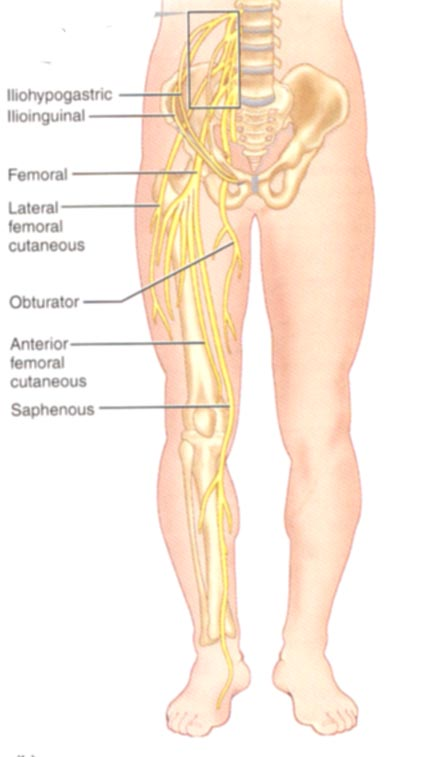 Iliohypogastric
Ilioinguinal
Femoral
Lateral
femoral
cutaneous
Obturator
Anterior
femoral
cutaneous
Saphenous